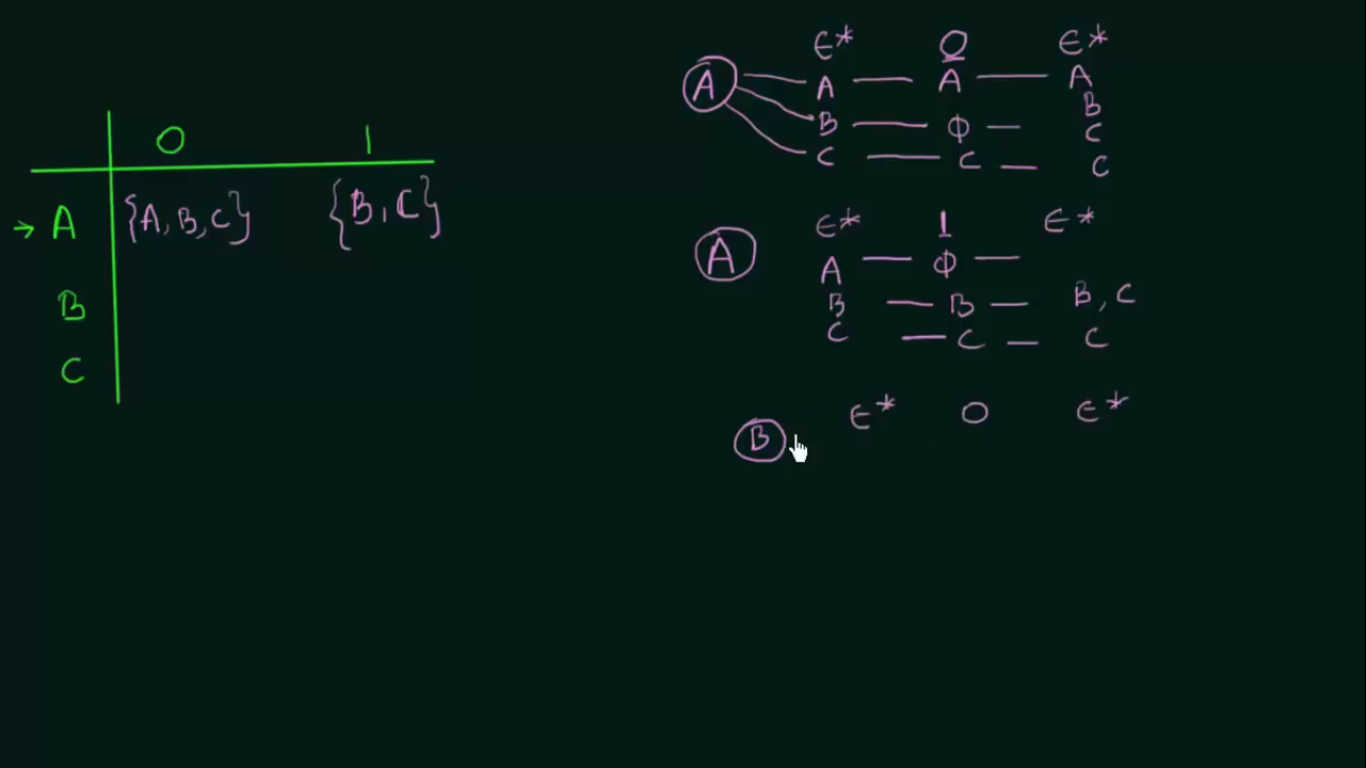 0 1
→ A {A, B, C} {B, C}
B
C
ϵ* 0 ϵ*
A A — A — A
B
B — Φ — C
C — C — C
ϵ* 1 ϵ*
A A — Φ —
B — B — B, C
C — C — C
ϵ* 0 ϵ*
B